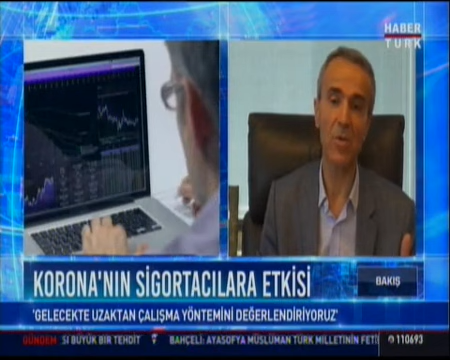 HABER
TÜRK
KORONA'NIN SİGORTACILARA ETKİSİ
BAKIŞ
'GELECEKTE UZAKTAN ÇALIŞMA YÖNTEMİNİ DEĞERLENDİRİYORUZ'
GÜNDEM SI BÜYÜK BİR TEHDİT BAHÇELİ: AYASOFYA MÜSLÜMAN TÜRK MİLLETİNİN FETİ 110693